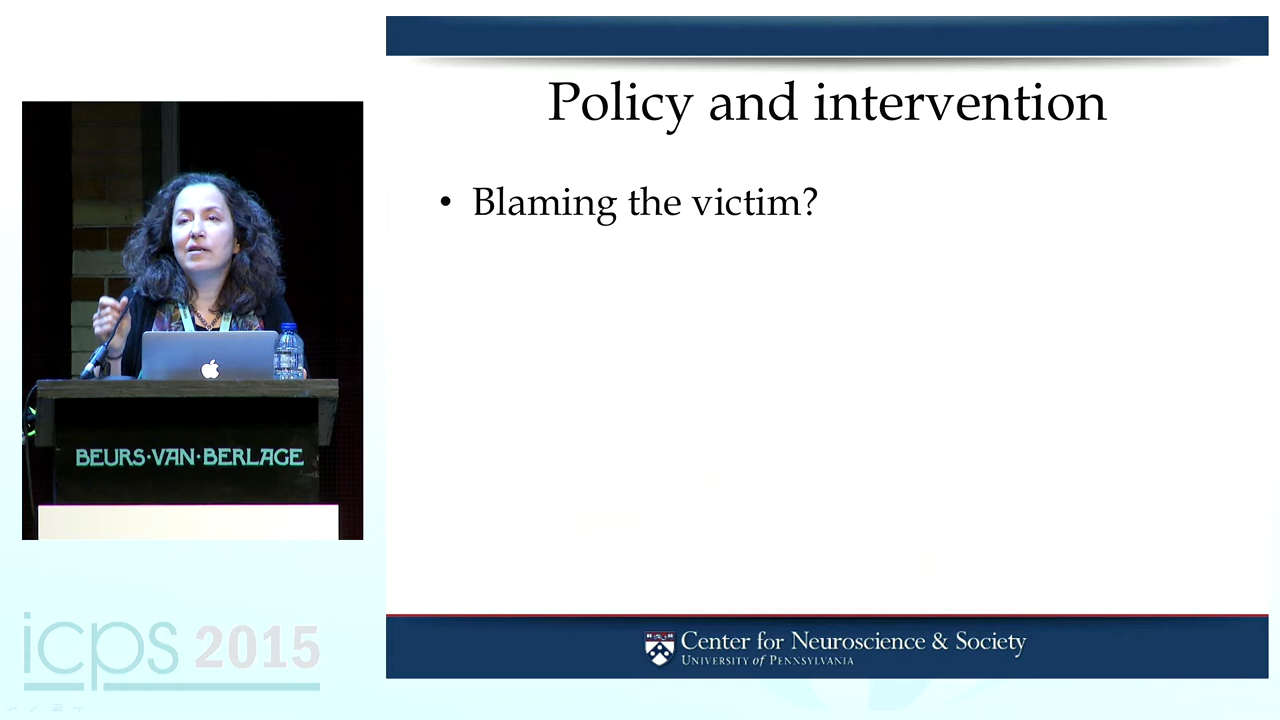 Policy and intervention
• Blaming the victim?
BEURS·VAN·BERLAGE
icps 2015
Center for Neuroscience & Society
UNIVERSITY of PENNSYLVANIA